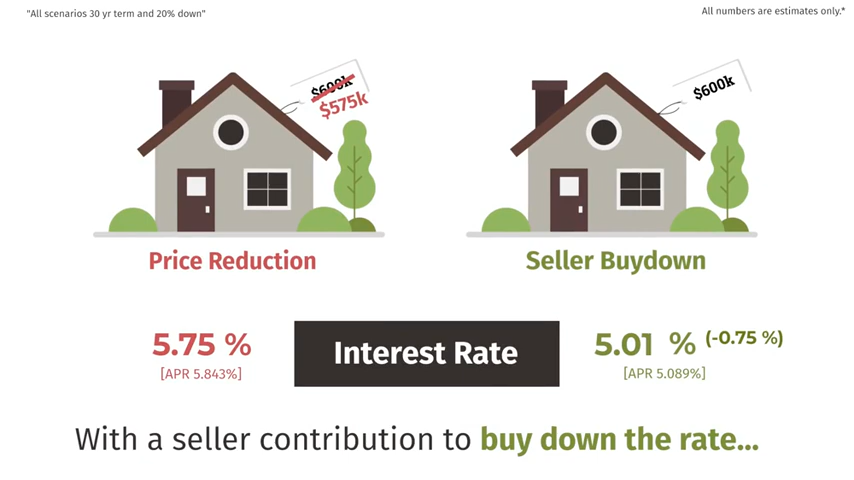 "All scenarios 30 yr term and 20% down"
All numbers are estimates only.*
$600k
$575k
$600k
Price Reduction
Seller Buydown
5.75 %
[APR 5.843%]
Interest Rate
5.01 % (-0.75 %)
[APR 5.089%]
With a seller contribution to buy down the rate...